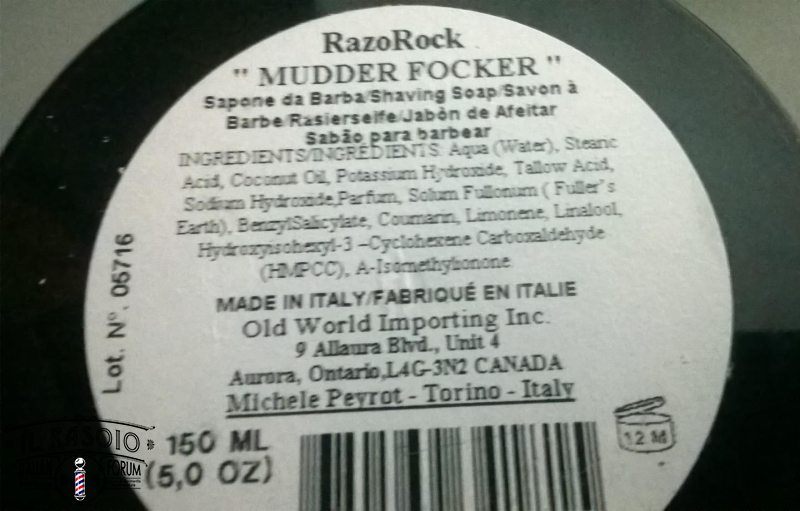 RazoRock
" MUDDER FOCKER "
Sapone da Barba/Shaving Soap/Savon à
Barbe/Rasierseife/Jabòn de Afeitar
Sabão para barbear
INGREDIENTS/INGRÉDIENTS: Aqua (Water), Stearic
Acid, Coconut Oil, Potassium Hydroxide, Tallow Acid,
Sodium Hydroxide,Parfum, Solum Fullonum ( Fuller's
Earth), BenzylSalicylate, Coumarin, Limonene, Linalool,
Hydroxyisohexyl-3 –Cyclohexene Carboxaldehyde
(HMPCC), A-Isomethylionone
MADE IN ITALY/FABRIQUÉ EN ITALIE
Old World Importing Inc.
9 Allaura Blvd., Unit 4
Aurora, Ontario,L4G-3N2 CANADA
Michele Peyrot - Torino - Italy
Lot. N°. 05716
150 ML
(5,0 OZ)
12 M
IL RASOIO
FORUM